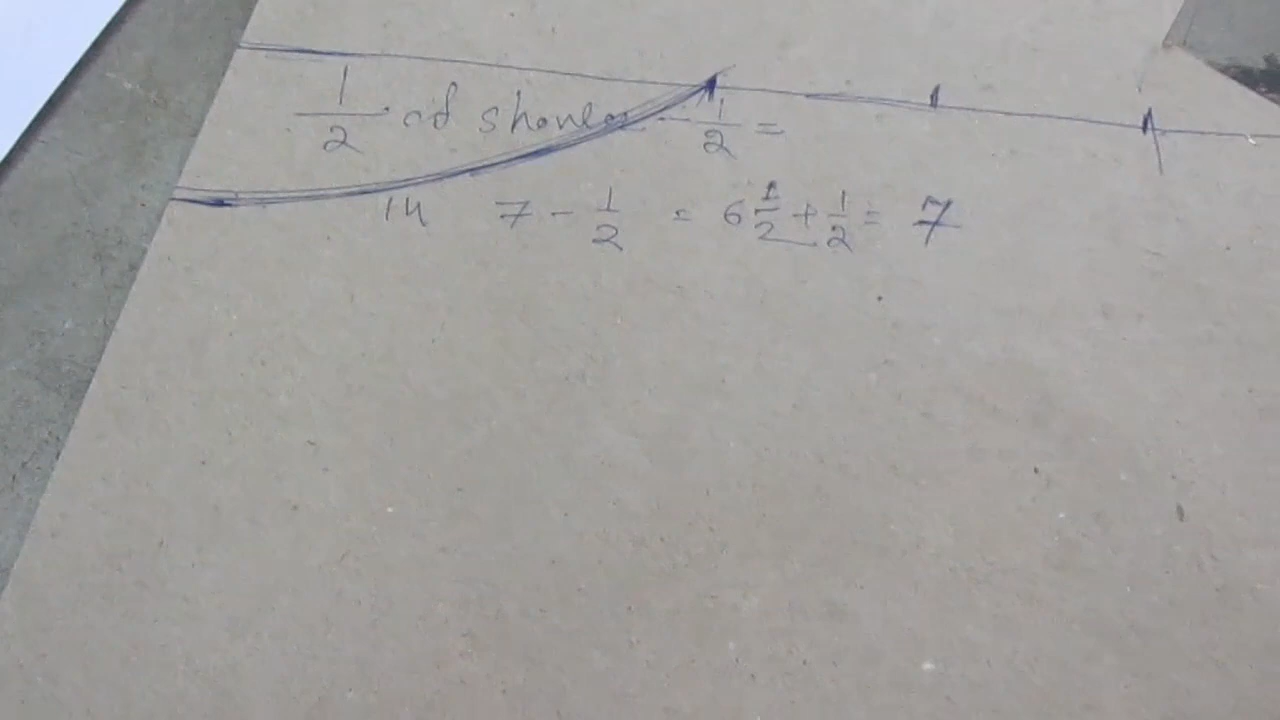 1/2 of shoulder - 1/2 =
14 7 - 1/2 = 6 1/2 + 1/2 = 7